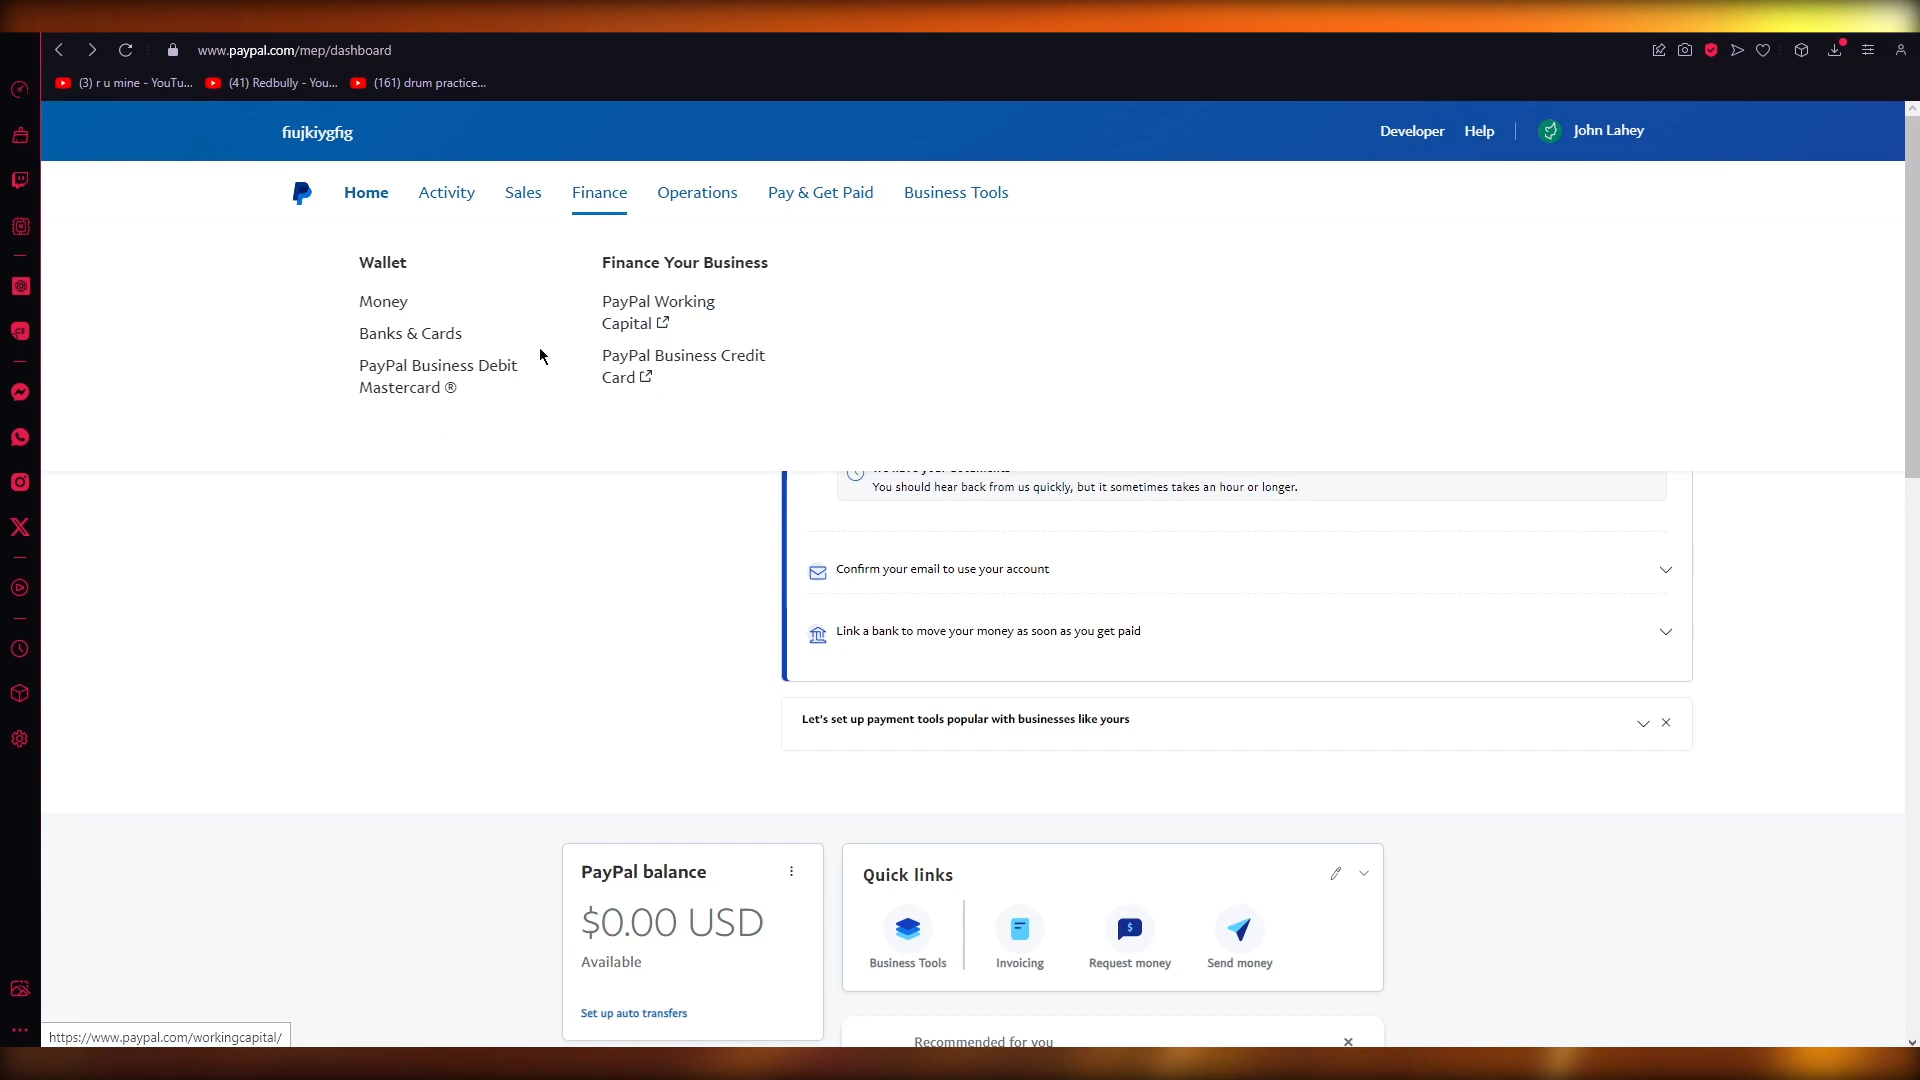 www.paypal.com/mep/dashboard
(3) r u mine - YouTu...
(41) Redbully - You...
(161) drum practice...
fiujkiygfig
Developer
Help
John Lahey
Home
Activity
Sales
Finance
Operations
Pay & Get Paid
Business Tools
Wallet
Money
Banks & Cards
PayPal Business Debit
Mastercard ®
Finance Your Business
PayPal Working
Capital
PayPal Business Credit
Card
You should hear back from us quickly, but it sometimes takes an hour or longer.
Confirm your email to use your account
Link a bank to move your money as soon as you get paid
Let's set up payment tools popular with businesses like yours
PayPal balance
$0.00 USD
Available
Set up auto transfers
Quick links
Business Tools
Invoicing
Request money
Send money
Recommended for you
https://www.paypal.com/workingcapital/